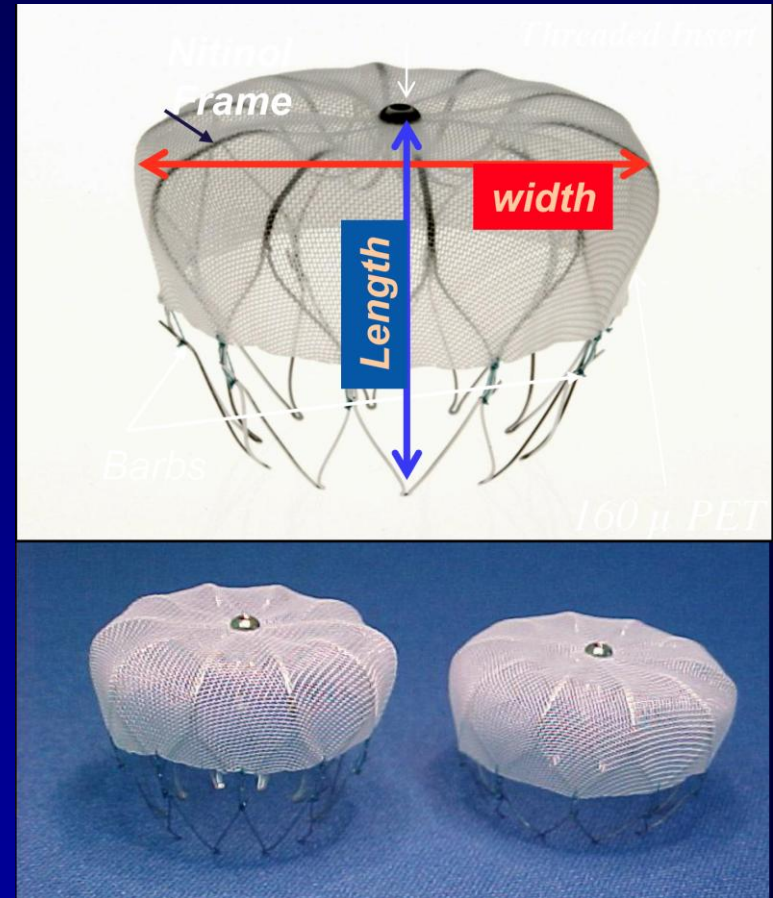 Nitinol
Frame
Threaded Insert
width
Length
Barbs
160 μ PET